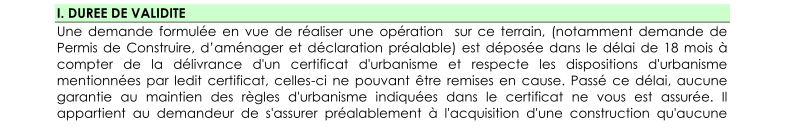 I. DUREE DE VALIDITE
Une demande formulée en vue de réaliser une opération sur ce terrain, (notamment demande de
Permis de Construire, d'aménager et déclaration préalable) est déposée dans le délai de 18 mois à
compter de la délivrance d'un certificat d'urbanisme et respecte les dispositions d'urbanisme
mentionnées par ledit certificat, celles-ci ne pouvant être remises en cause. Passé ce délai, aucune
garantie au maintien des règles d'urbanisme indiquées dans le certificat ne vous est assurée. Il
appartient au demandeur de s'assurer préalablement à l'acquisition d'une construction qu'aucune